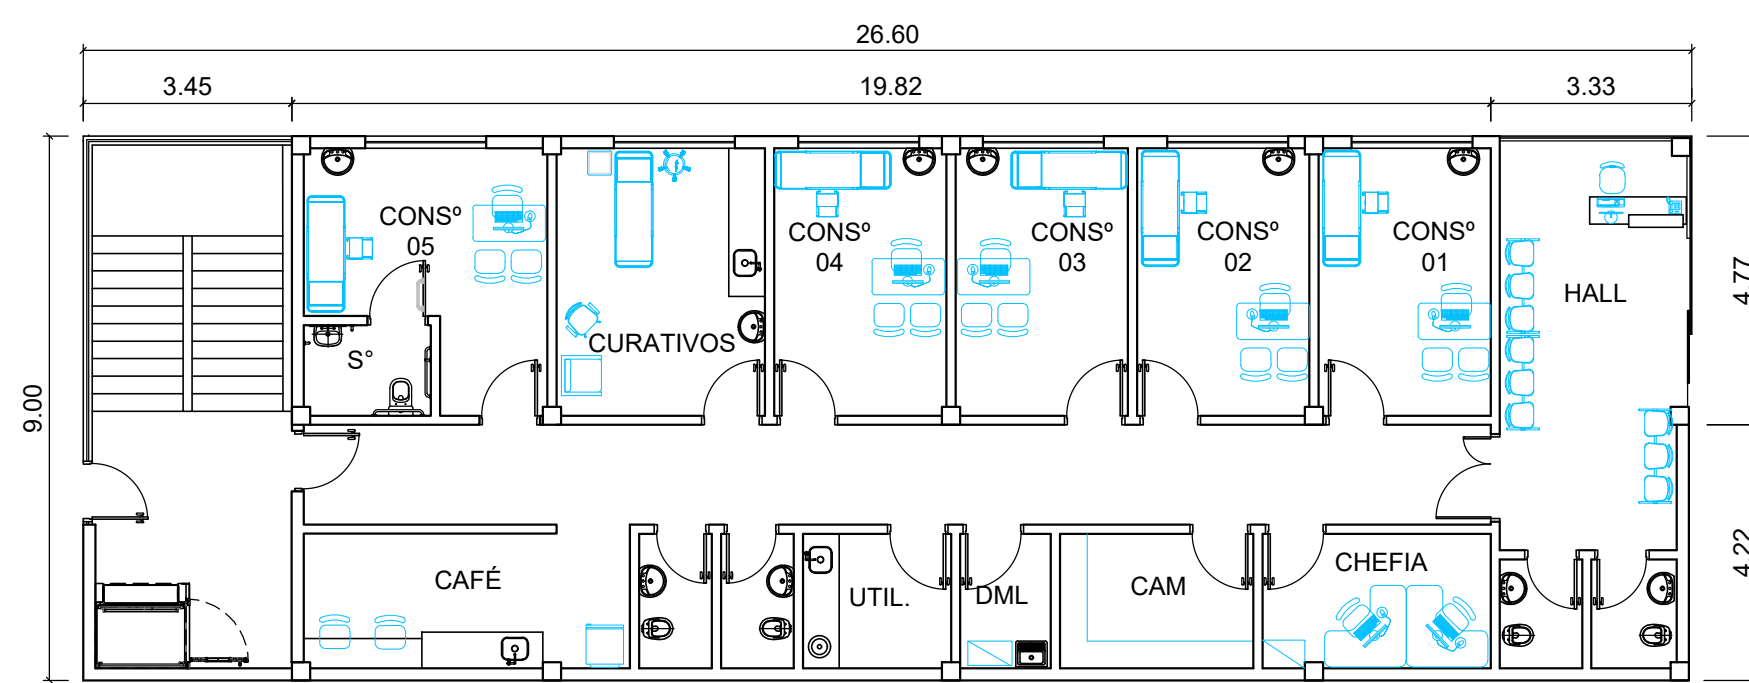 26.60
3.45
19.82
3.33
CONSº
05
CONSº
04
CONSº
03
CONSº
02
CONSº
01
HALL
4.77
S°
CURATIVOS
9.00
4.22
CAFÉ
UTIL.
DML
CAM
CHEFIA